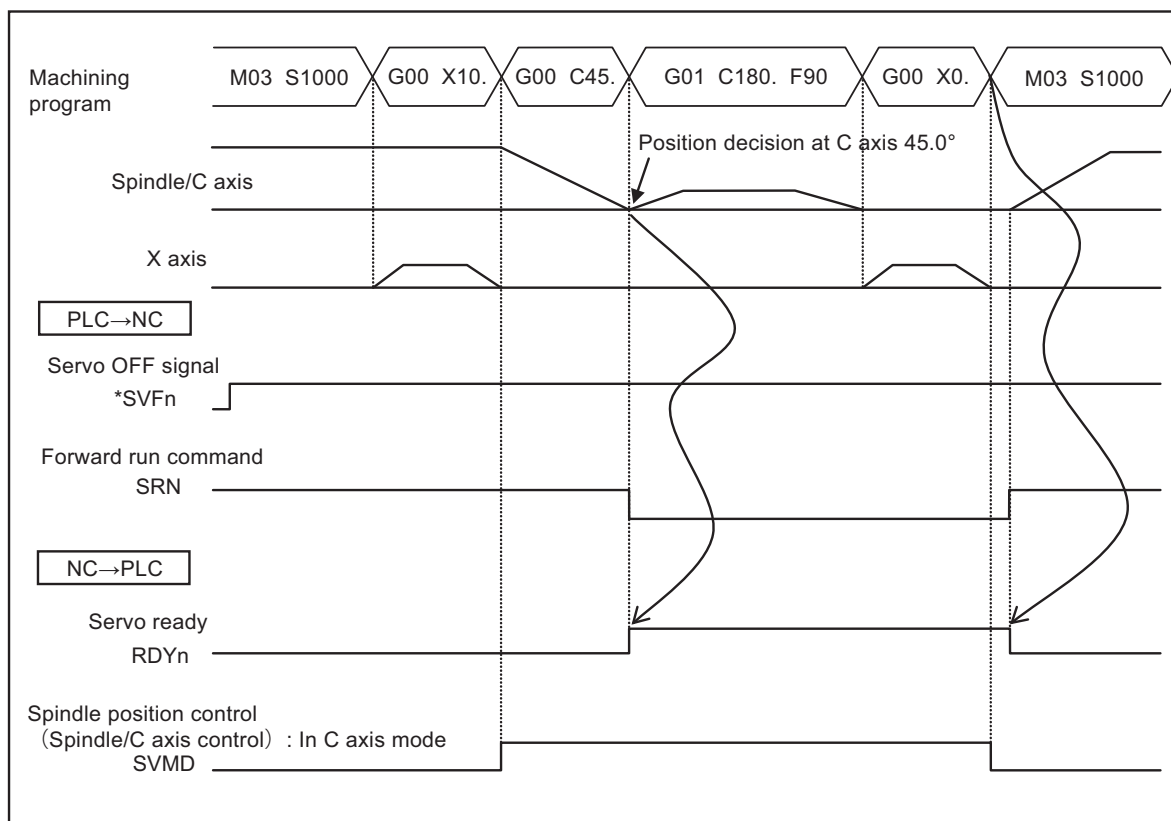 Machining
program
M03 S1000
G00 X10.
G00 C45.
G01 C180. F90
G00 X0.
M03 S1000
Position decision at C axis 45.0°
Spindle/C axis
X axis
PLC→NC
Servo OFF signal
*SVFn
Forward run command
SRN
NC→PLC
Servo ready
RDYn
Spindle position control
（Spindle/C axis control）: In C axis mode
SVMD